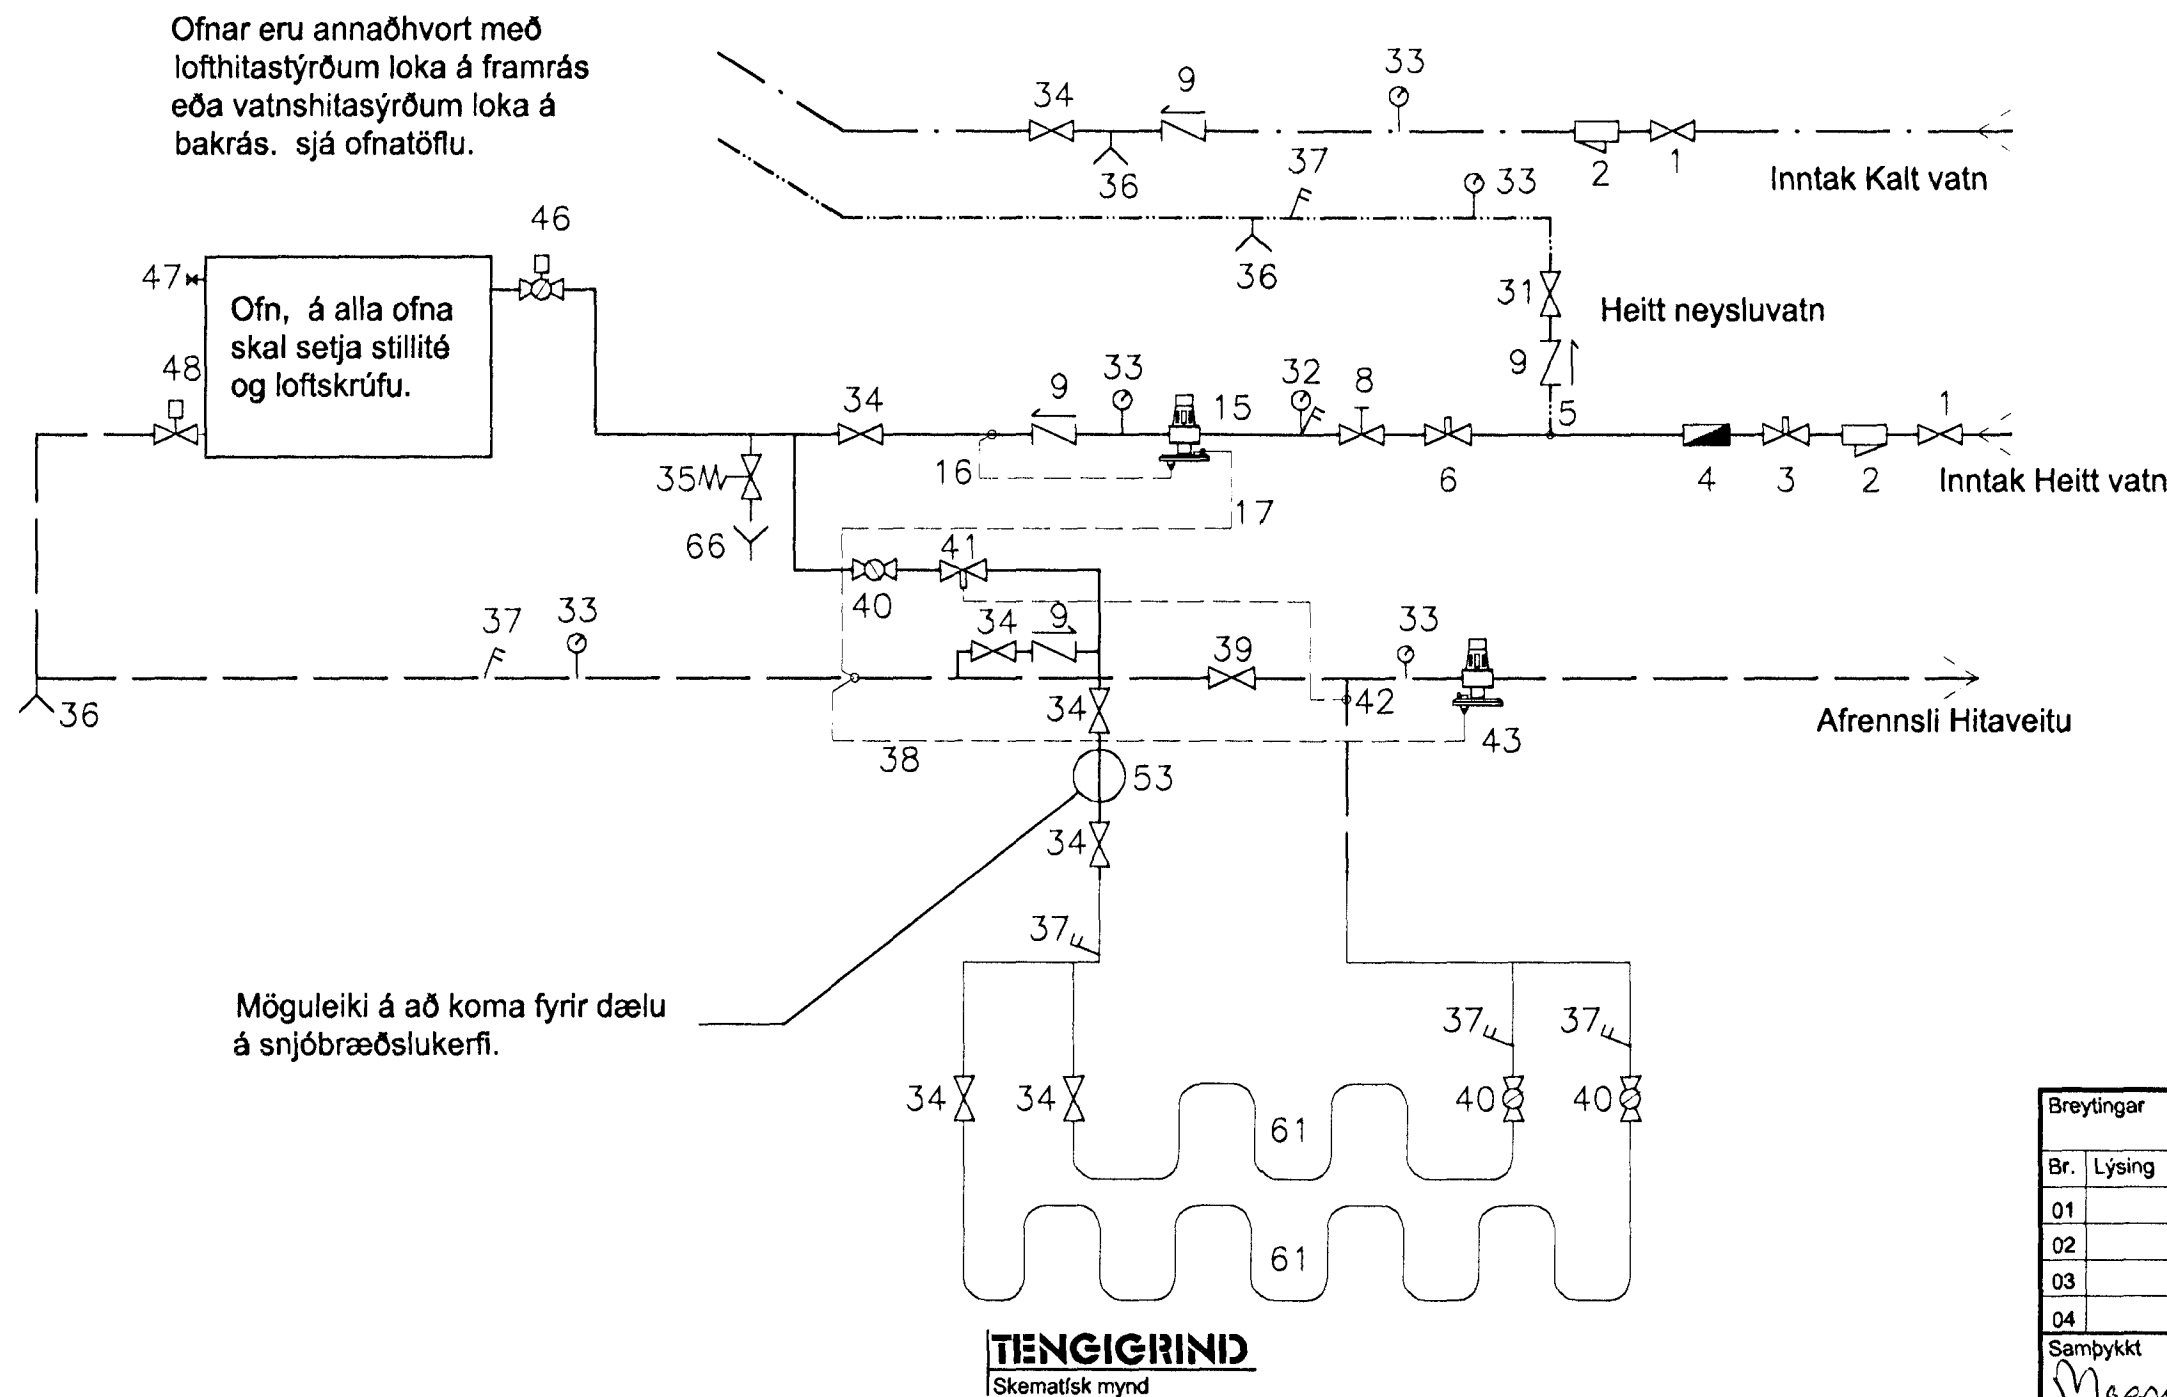 Ofnar eru annaðhvort með
lofthitastýrðum loka á framrás
eða vatnshitasýrðum loka á
bakrás. sjá ofnatöflu.
34 9 33
36 2 1
Inntak Kalt vatn
37 33
36
46
47
48
Ofn, á alla ofna
skal setja stillité
og loftskrúfu.
31
Heitt neysluvatn
9
34 9 33 15 32 8 5 1
35 16 6 4 3 2
Inntak Heitt vatn
17
66
41
40
37 33 34 9 39 33
36 34 42
Afrennsli Hitaveitu
38 43
53
34
37
Möguleiki á að koma fyrir dælu
á snjóbræðslukerfi.
37 37
34 34 40 40
61
61
TENGIGRIND
Skematísk mynd
Breytingar
Br. Lýsing
01
02
03
04
Samþykkt